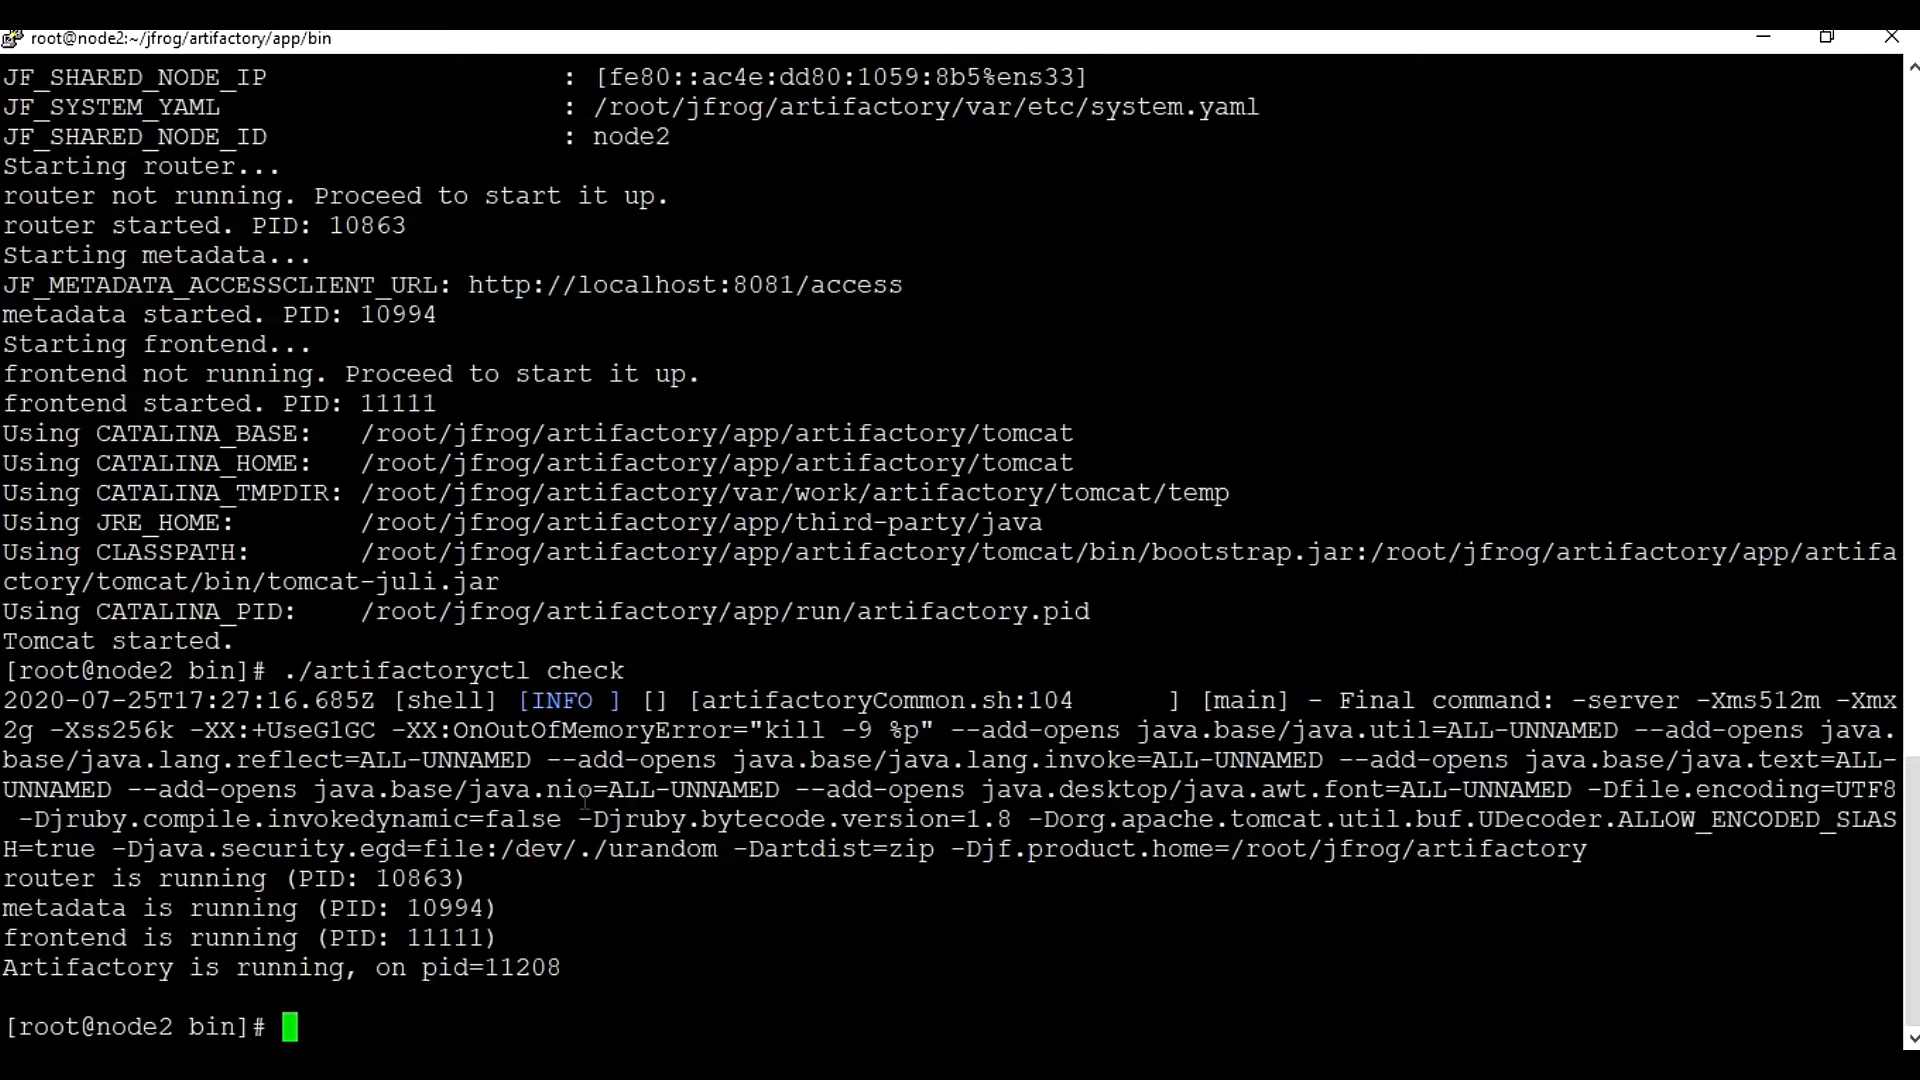 root@node2:~/jfrog/artifactory/app/bin
JF_SHARED_NODE_IP                    : [fe80::ac4e:dd80:1059:8b5%ens33]
JF_SYSTEM_YAML                       : /root/jfrog/artifactory/var/etc/system.yaml
JF_SHARED_NODE_ID                    : node2
Starting router...
router not running. Proceed to start it up.
router started. PID: 10863
Starting metadata...
JF_METADATA_ACCESSCLIENT_URL: http://localhost:8081/access
metadata started. PID: 10994
Starting frontend...
frontend not running. Proceed to start it up.
frontend started. PID: 11111
Using CATALINA_BASE:   /root/jfrog/artifactory/app/artifactory/tomcat
Using CATALINA_HOME:   /root/jfrog/artifactory/app/artifactory/tomcat
Using CATALINA_TMPDIR: /root/jfrog/artifactory/var/work/artifactory/tomcat/temp
Using JRE_HOME:        /root/jfrog/artifactory/app/third-party/java
Using CLASSPATH:       /root/jfrog/artifactory/app/artifactory/tomcat/bin/bootstrap.jar:/root/jfrog/artifactory/app/artifa
ctory/tomcat/bin/tomcat-juli.jar
Using CATALINA_PID:    /root/jfrog/artifactory/app/run/artifactory.pid
Tomcat started.
[root@node2 bin]# ./artifactoryctl check
2020-07-25T17:27:16.685Z [shell] [INFO ] [] [artifactoryCommon.sh:104      ] [main] - Final command: -server -Xms512m -Xmx
2g -Xss256k -XX:+UseG1GC -XX:OnOutOfMemoryError="kill -9 %p" --add-opens java.base/java.util=ALL-UNNAMED --add-opens java.
base/java.lang.reflect=ALL-UNNAMED --add-opens java.base/java.lang.invoke=ALL-UNNAMED --add-opens java.base/java.text=ALL-
UNNAMED --add-opens java.base/java.nio=ALL-UNNAMED --add-opens java.desktop/java.awt.font=ALL-UNNAMED -Dfile.encoding=UTF8
 -Djruby.compile.invokedynamic=false -Djruby.bytecode.version=1.8 -Dorg.apache.tomcat.util.buf.UDecoder.ALLOW_ENCODED_SLAS
H=true -Djava.security.egd=file:/dev/./urandom -Dartdist=zip -Djf.product.home=/root/jfrog/artifactory
router is running (PID: 10863)
metadata is running (PID: 10994)
frontend is running (PID: 11111)
Artifactory is running, on pid=11208
[root@node2 bin]#